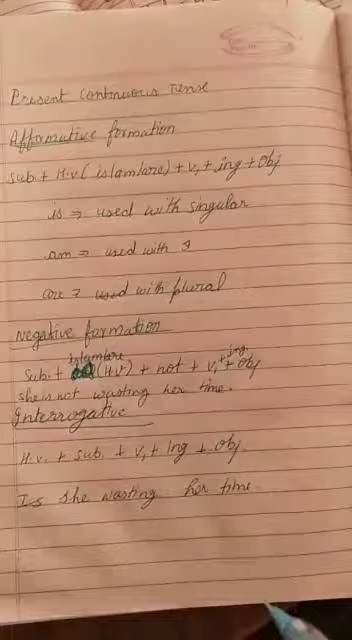 Present continuous Tense
Affirmative formation
Sub + H.v (is/am/are) + v1 + ing + Obj
is => used with singular
am => used with I
are => used with plural
Negative formation
is/am/are
+ing
Sub. + (H.V) + not + v1 + Obj
she is not wasting her time.
Interrogative
H.v. + sub. + v1 + ing + obj.
Is she wasting her time.